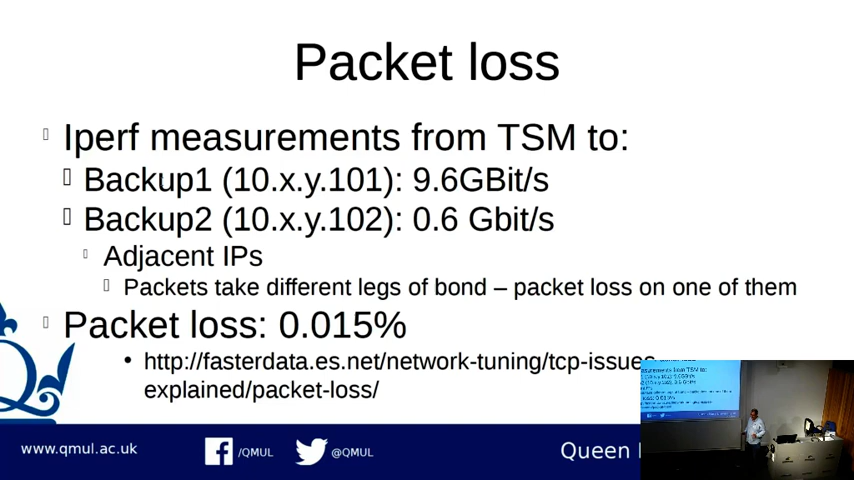 Packet loss
Iperf measurements from TSM to:
Backup1 (10.x.y.101): 9.6GBit/s
Backup2 (10.x.y.102): 0.6 Gbit/s
Adjacent IPs
Packets take different legs of bond – packet loss on one of them
Packet loss: 0.015%
• http://fasterdata.es.net/network-tuning/tcp-issues-
explained/packet-loss/
www.qmul.ac.uk
/QMUL
@QMUL
Queen